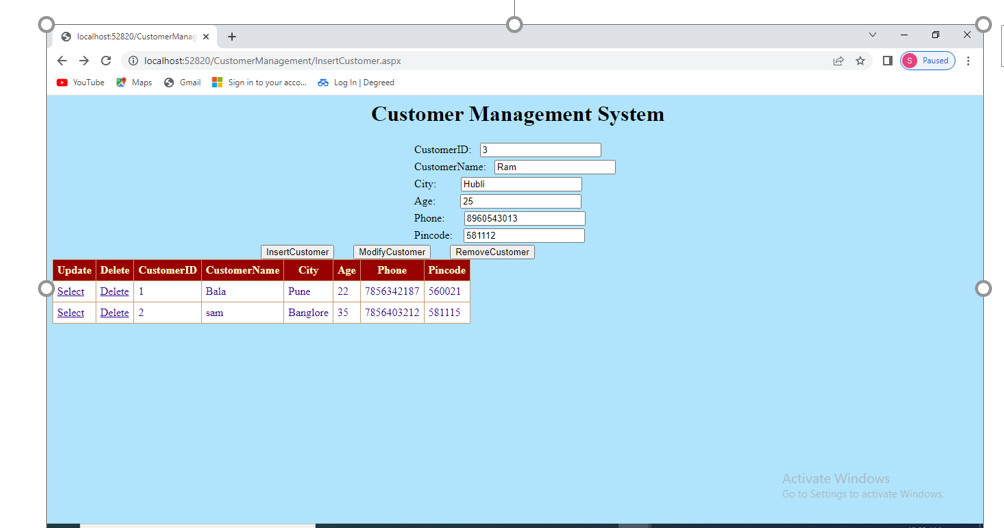 localhost:52820/CustomerManag
localhost:52820/CustomerManagement/InsertCustomer.aspx
S Paused
YouTube Maps Gmail Sign in to your acco... Log In | Degreed
Customer Management System
CustomerID: 3
CustomerName: Ram
City: Hubli
Age: 25
Phone: 8960543013
Pincode: 581112
InsertCustomer ModifyCustomer RemoveCustomer
Update Delete CustomerID CustomerName City Age Phone Pincode
Select Delete 1 Bala Pune 22 7856342187 560021
Select Delete 2 sam Banglore 35 7856403212 581115
Activate Windows
Go to Settings to activate Windows.